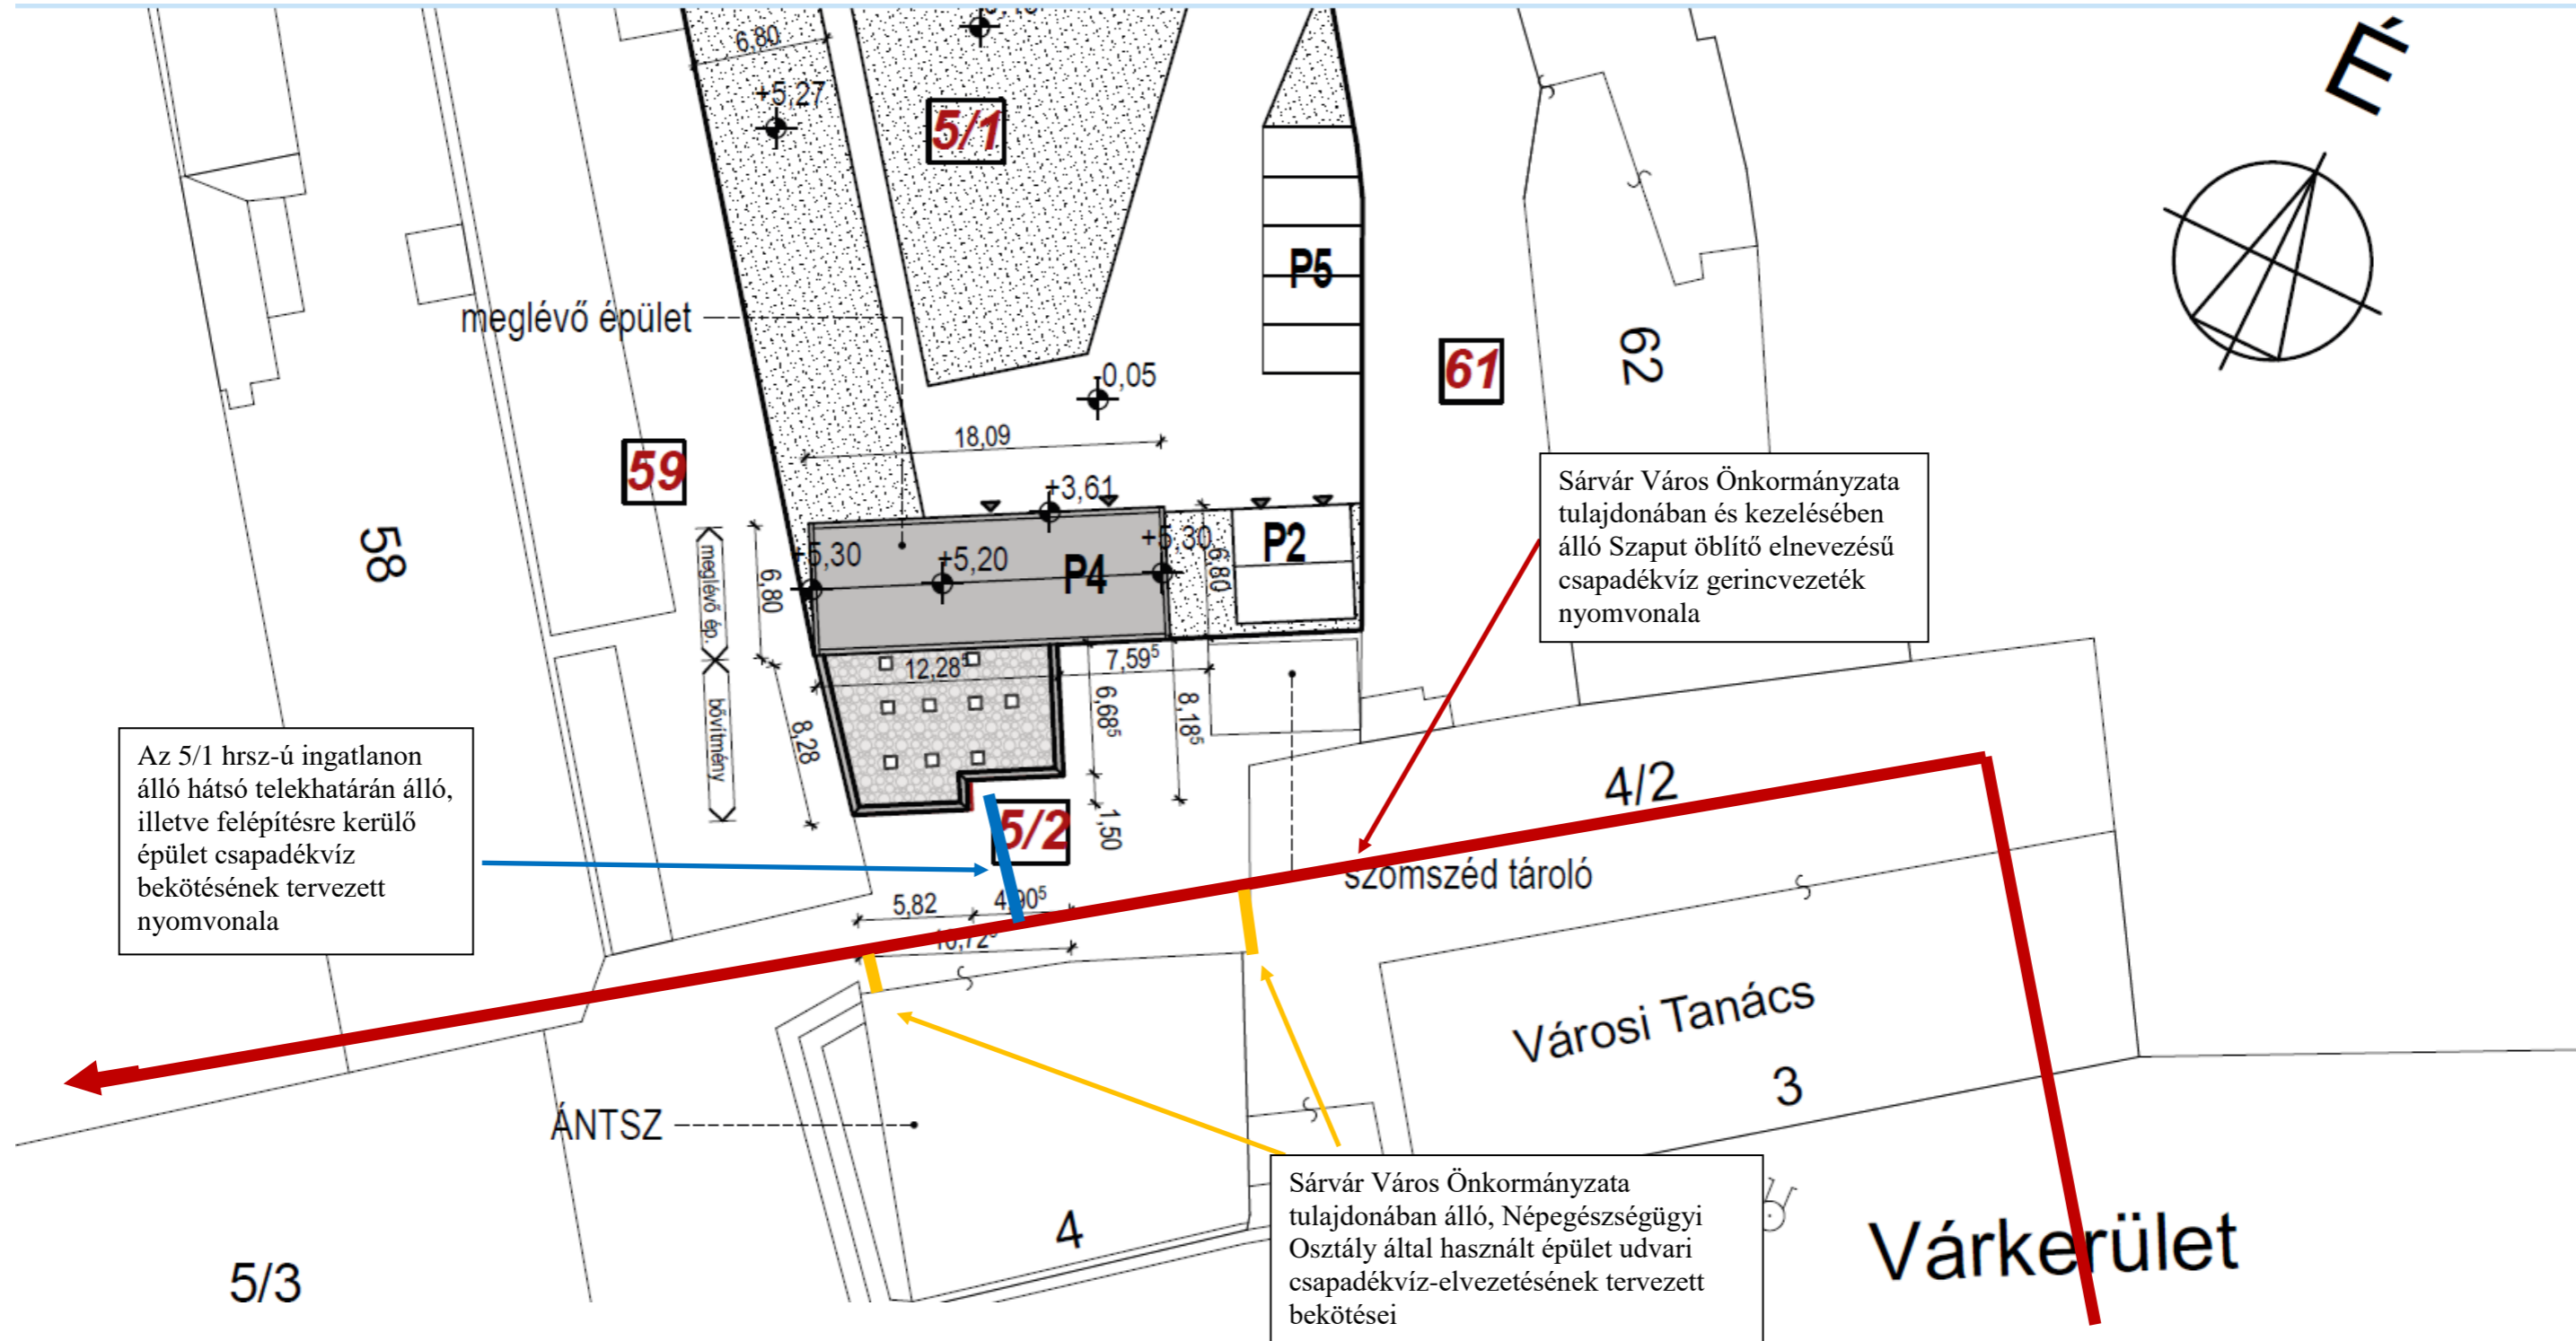 É
6,80
+5,27
5/1
P5
meglévő épület
62
61
-0,05
18,09
59
+3,61
58
Sárvár Város Önkormányzata
tulajdonában és kezelésében
álló Szaput öblítő elnevezésű
csapadékvíz gerincvezeték
nyomvonala
meglévő ép.
6,80
+5,30
+5,20
P4
+5,30
6,80
P2
12,28⁵
7,59⁵
6,68⁵
8,18⁵
bővítmény
8,28
1,50
Az 5/1 hrsz-ú ingatlanon
álló hátsó telekhatárán álló,
illetve felépítésre kerülő
épület csapadékvíz
bekötésének tervezett
nyomvonala
5/2
4/2
szomszéd tároló
5,82
4,90⁵
10,72⁵
Városi Tanács
3
ÁNTSZ
4
5/3
Sárvár Város Önkormányzata
tulajdonában álló, Népegészségügyi
Osztály által használt épület udvari
csapadékvíz-elvezetésének tervezett
bekötései
Várkerület